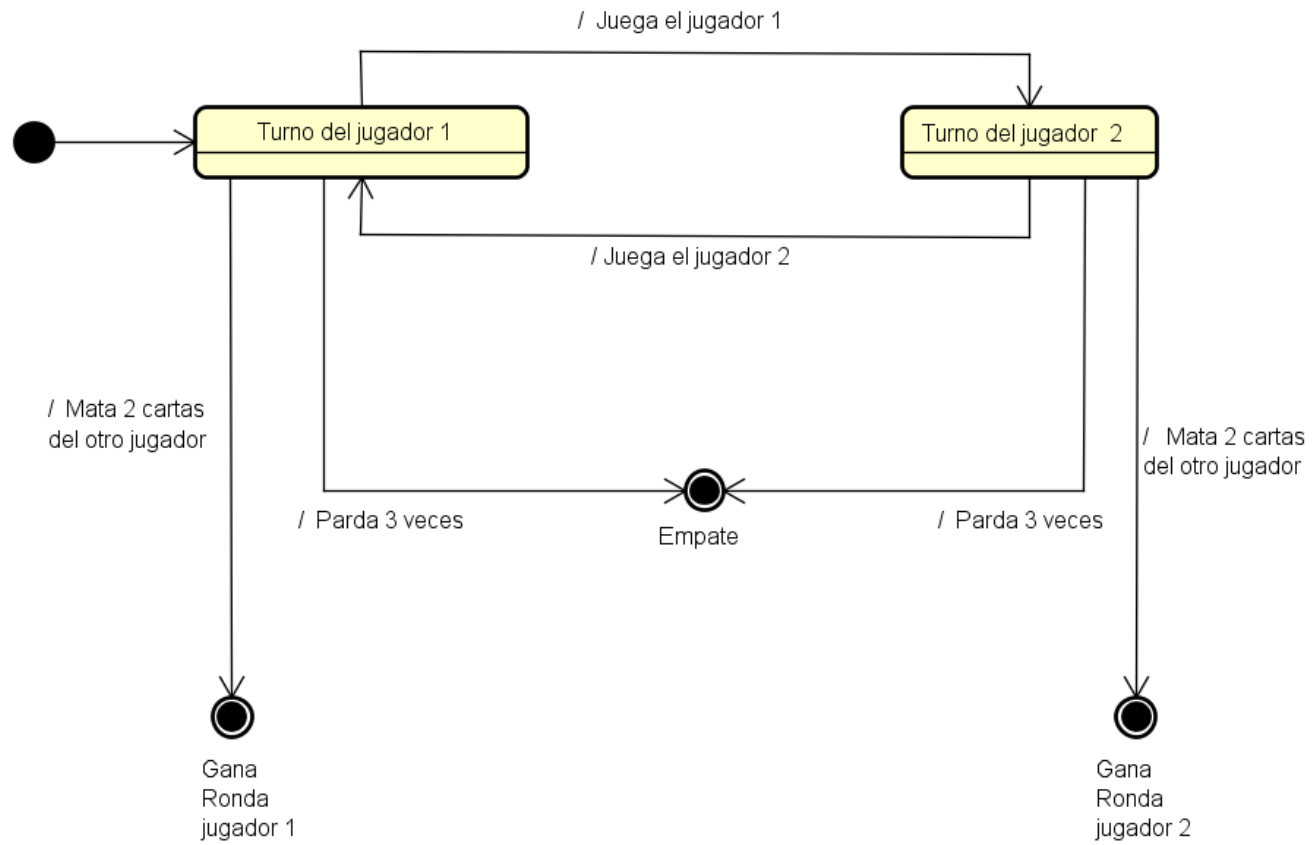 / Juega el jugador 1
Turno del jugador 1
Turno del jugador 2
/ Juega el jugador 2
/ Mata 2 cartas
del otro jugador
/ Mata 2 cartas
del otro jugador
/ Parda 3 veces
/ Parda 3 veces
Empate
Gana
Ronda
jugador 1
Gana
Ronda
jugador 2